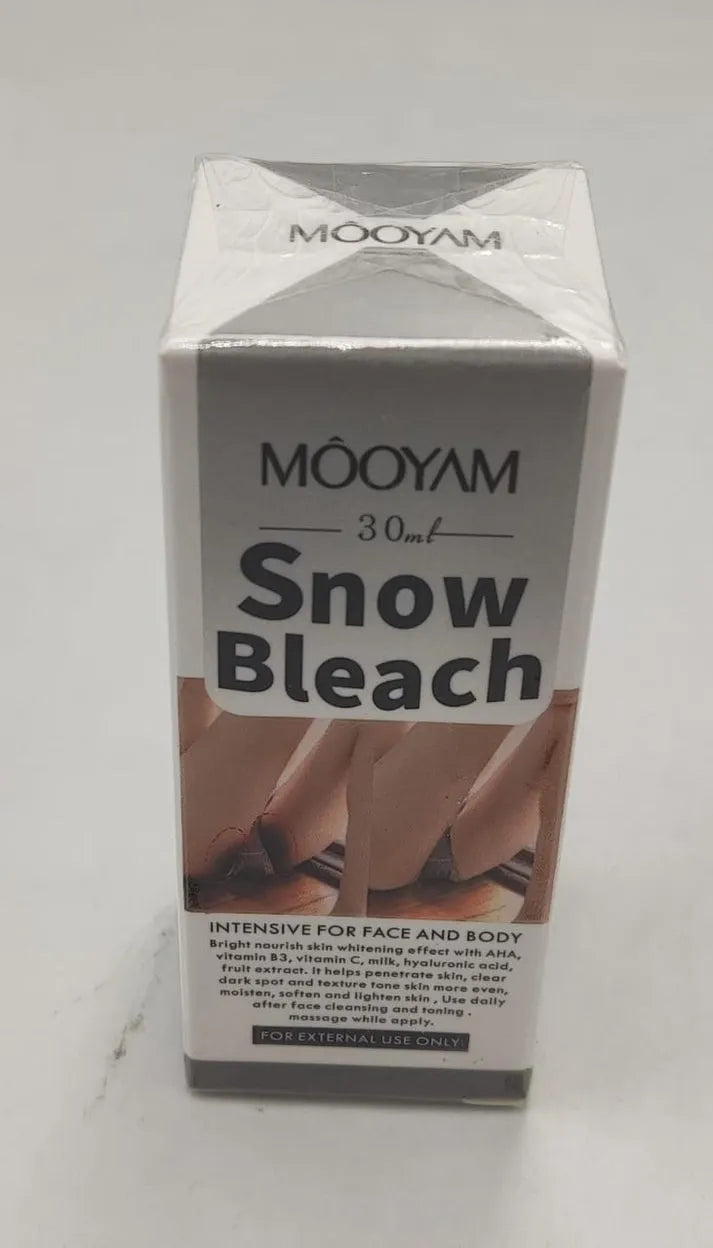 MÔOYAM
MÔOYAM
30ml
Snow
Bleach
INTENSIVE FOR FACE AND BODY
Bright nourish skin whitening effect with AHA,
vitamin B3, vitamin C, milk, hyaluronic acid,
fruit extract. It helps penetrate skin, clear
dark spot and texture tone skin more even,
moisten, soften and lighten skin , Use daily
after face cleansing and toning .
massage while apply.
FOR EXTERNAL USE ONLY!